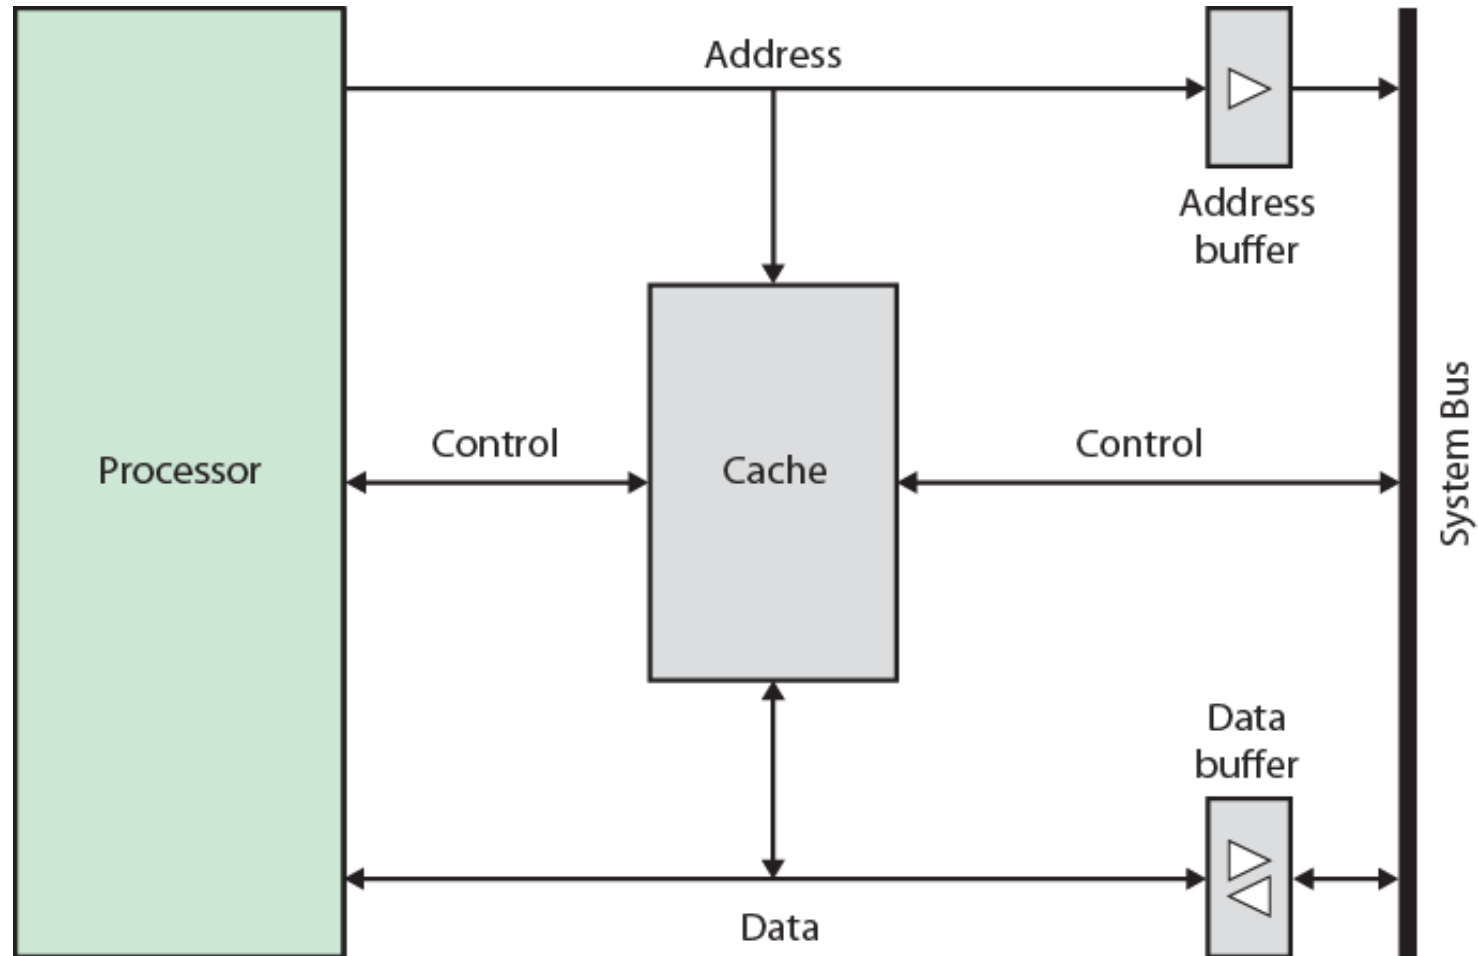 Address
Address
buffer
Control
Control
Processor
Cache
System Bus
Data
buffer
Data